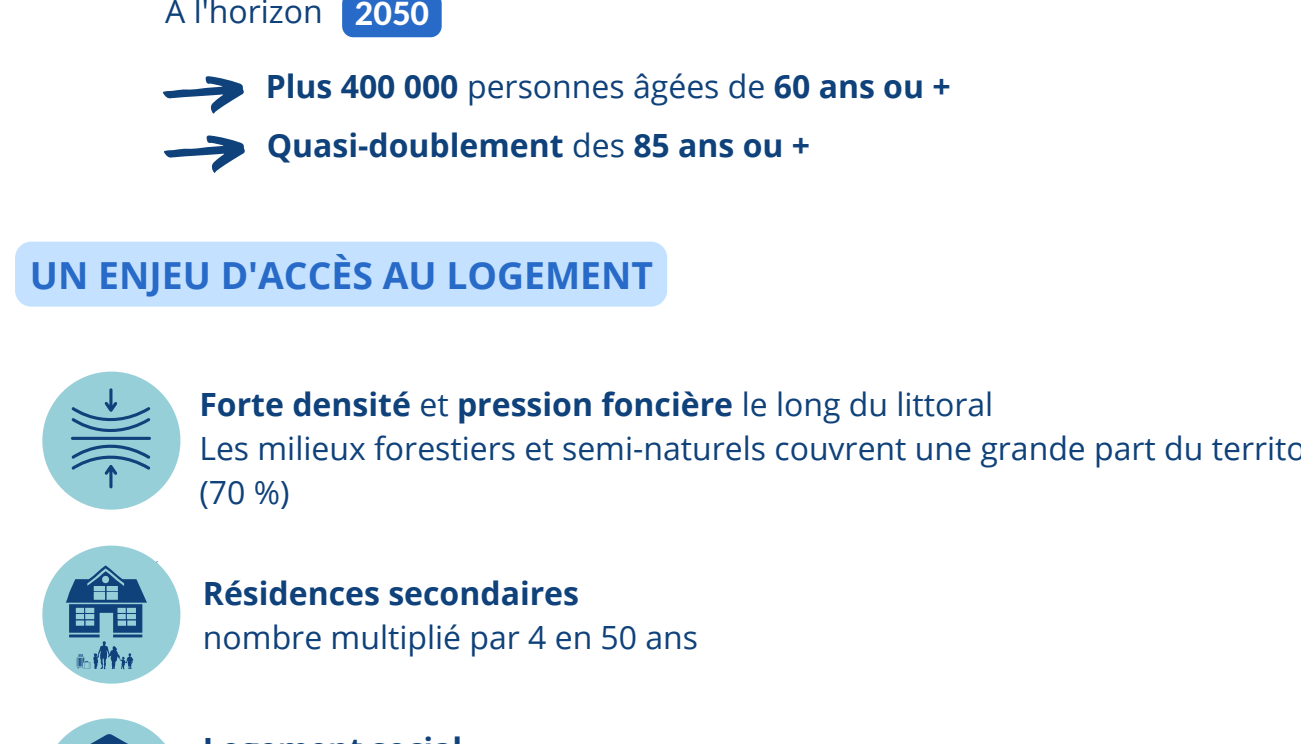 A l'horizon 2050
Plus 400 000 personnes âgées de 60 ans ou +
Quasi-doublement des 85 ans ou +
UN ENJEU D'ACCÈS AU LOGEMENT
Forte densité et pression foncière le long du littoral
Les milieux forestiers et semi-naturels couvrent une grande part du territo
(70 %)
Résidences secondaires
nombre multiplié par 4 en 50 ans
Logement social